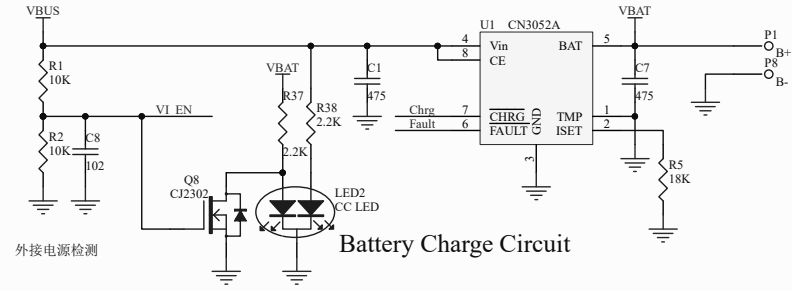 VBUS
U1 CN3052A
VBAT
P1
4 Vin BAT 5
B+
8 CE
P8
B-
R1
10K
VBAT
C1
475
C7
475
R37
R38
2.2K
2.2K
VI_EN
Chrg 7 CHRG TMP 1
Fault 6 FAULT ISET 2
GND
3
R2
10K
C8
102
R5
18K
Q8
CJ2302
LED2
CC LED
Battery Charge Circuit
外接电源检测